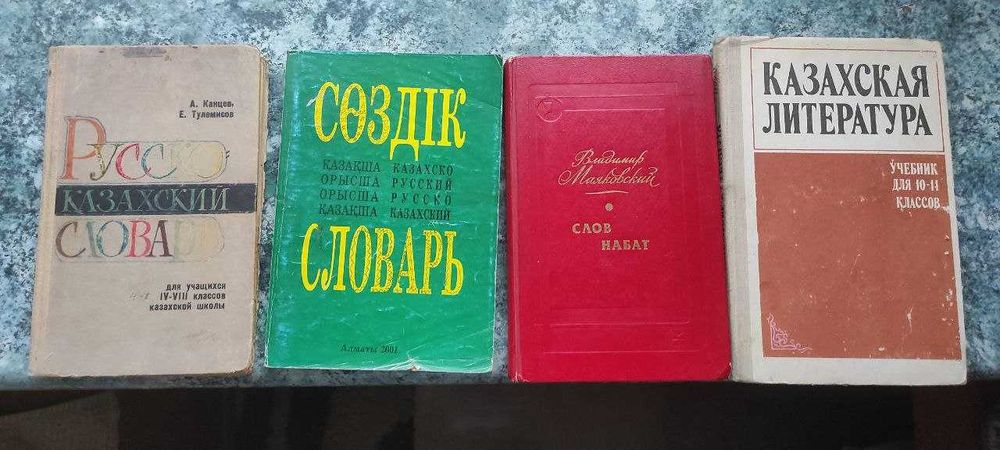 А. Канцев,
Е. Тулемисов
РУССКО
КАЗАХСКИЙ
СЛОВАРЬ
для учащихся
IV-VIII классов
казахской школы
СӨЗДІК
ҚАЗАҚША КАЗАХСКО
ОРЫСША РУССКИЙ
ОРЫСША РУССКО
ҚАЗАҚША КАЗАХСКИЙ
СЛОВАРЬ
Алматы 2001
Владимир
Маяковский
СЛОВ
НАБАТ
КАЗАХСКАЯ
ЛИТЕРАТУРА
УЧЕБНИК
ДЛЯ 10-11
КЛАССОВ